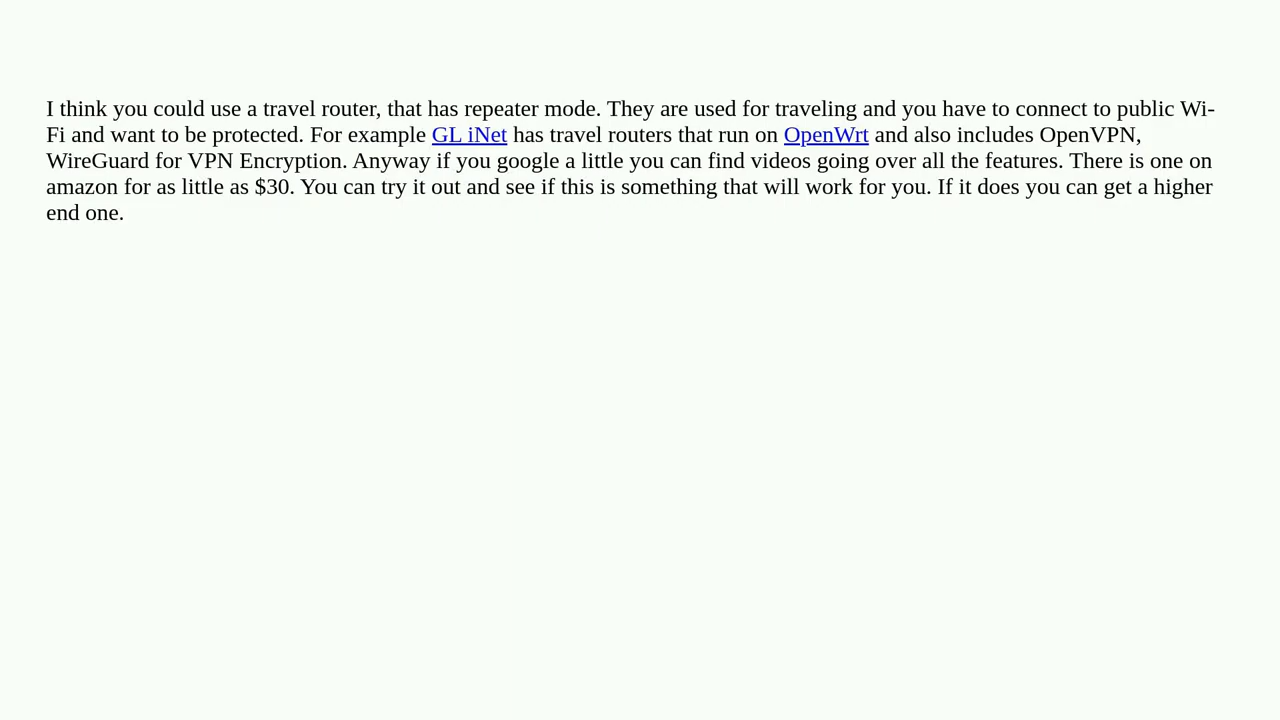 I think you could use a travel router, that has repeater mode. They are used for traveling and you have to connect to public Wi-
Fi and want to be protected. For example GL iNet has travel routers that run on OpenWrt and also includes OpenVPN,
WireGuard for VPN Encryption. Anyway if you google a little you can find videos going over all the features. There is one on
amazon for as little as $30. You can try it out and see if this is something that will work for you. If it does you can get a higher
end one.